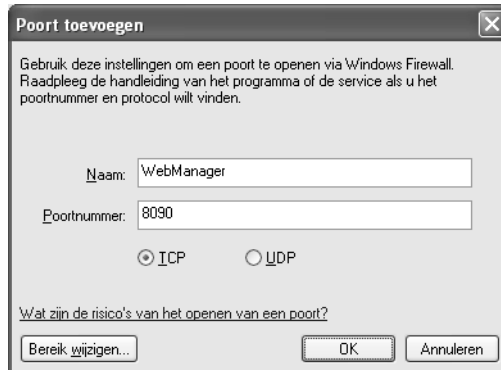 Poort toevoegen
Gebruik deze instellingen om een poort te openen via Windows Firewall.
Raadpleeg de handleiding van het programma of de service als u het
poortnummer en protocol wilt vinden.
Naam: WebManager
Poortnummer: 8090
TCP UDP
Wat zijn de risico's van het openen van een poort?
Bereik wijzigen... OK Annuleren